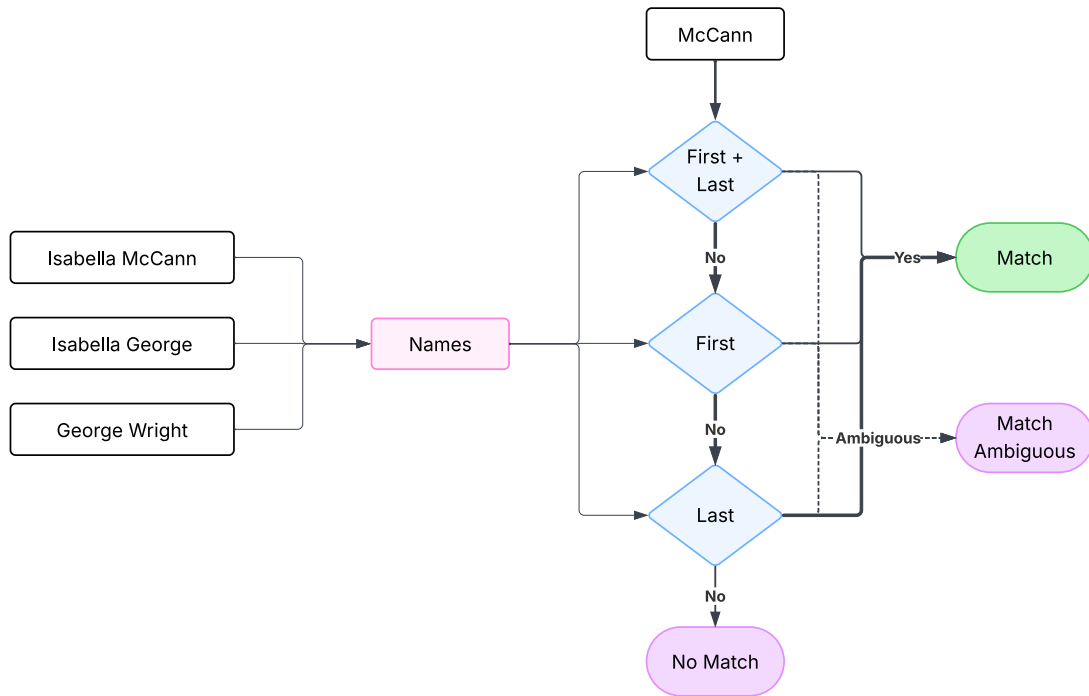 McCann
First +
Last
No
Yes
Match
Isabella McCann
Isabella George
George Wright
Names
First
No
Ambiguous
Match
Ambiguous
Last
No
No Match